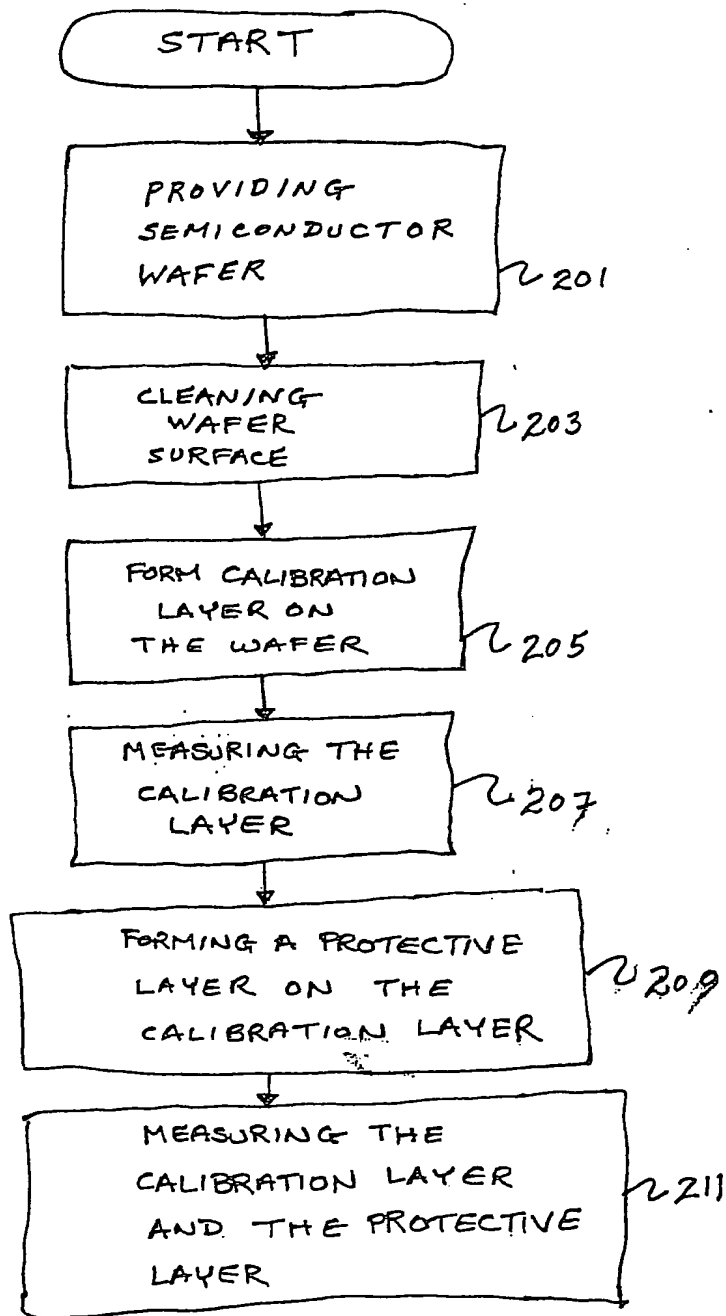 START
PROVIDING
SEMICONDUCTOR
WAFER
201
CLEANING
WAFER
SURFACE
203
FORM CALIBRATION
LAYER ON
THE WAFER
205
MEASURING THE
CALIBRATION
LAYER
207
FORMING A PROTECTIVE
LAYER ON THE
CALIBRATION LAYER
209
MEASURING THE
CALIBRATION LAYER
AND THE PROTECTIVE
LAYER
211